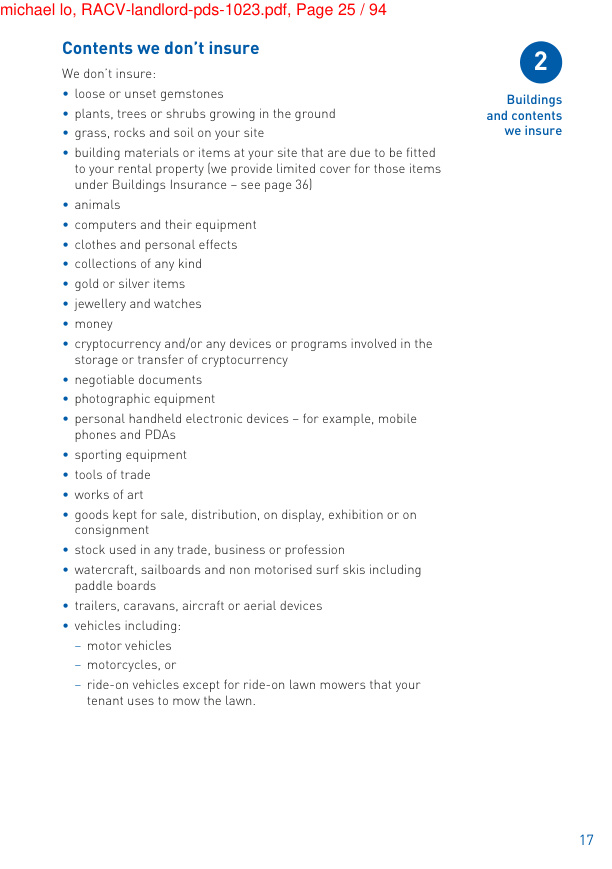 michael lo, RACV-landlord-pds-1023.pdf, Page 25 / 94
Contents we don't insure
We don't insure:
• loose or unset gemstones
• plants, trees or shrubs growing in the ground
• grass, rocks and soil on your site
• building materials or items at your site that are due to be fitted
to your rental property (we provide limited cover for those items
under Buildings Insurance – see page 36)
• animals
• computers and their equipment
• clothes and personal effects
• collections of any kind
• gold or silver items
• jewellery and watches
• money
• cryptocurrency and/or any devices or programs involved in the
storage or transfer of cryptocurrency
• negotiable documents
• photographic equipment
• personal handheld electronic devices – for example, mobile
phones and PDAs
• sporting equipment
• tools of trade
• works of art
• goods kept for sale, distribution, on display, exhibition or on
consignment
• stock used in any trade, business or profession
• watercraft, sailboards and non motorised surf skis including
paddle boards
• trailers, caravans, aircraft or aerial devices
• vehicles including:
– motor vehicles
– motorcycles, or
– ride-on vehicles except for ride-on lawn mowers that your
tenant uses to mow the lawn.
2
Buildings
and contents
we insure
17